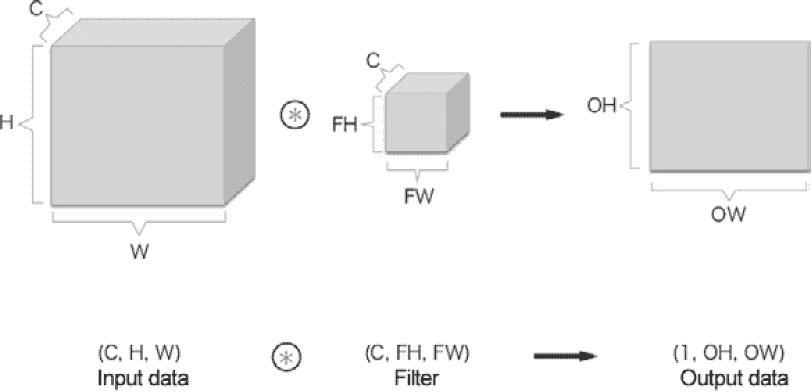 C
H
W
*
C
FH
FW
OH
OW
(C, H, W) * (C, FH, FW) (1, OH, OW)
Input data Filter Output data